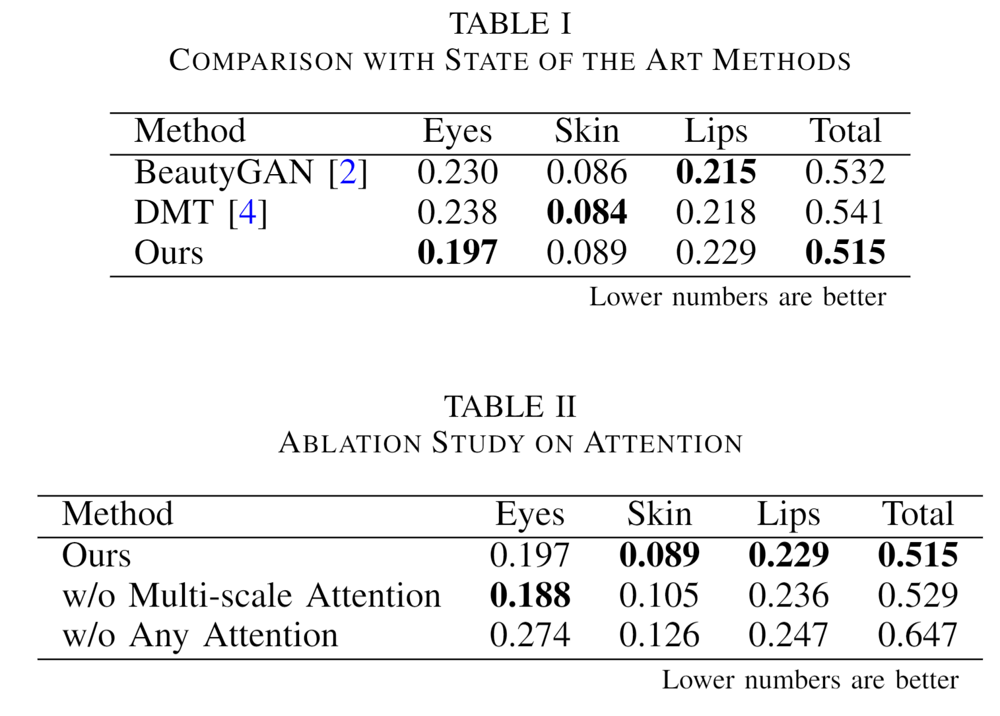 TABLE I
COMPARISON WITH STATE OF THE ART METHODS
Method Eyes Skin Lips Total
BeautyGAN [2] 0.230 0.086 0.215 0.532
DMT [4] 0.238 0.084 0.218 0.541
Ours 0.197 0.089 0.229 0.515
Lower numbers are better
TABLE II
ABLATION STUDY ON ATTENTION
Method Eyes Skin Lips Total
Ours 0.197 0.089 0.229 0.515
w/o Multi-scale Attention 0.188 0.105 0.236 0.529
w/o Any Attention 0.274 0.126 0.247 0.647
Lower numbers are better